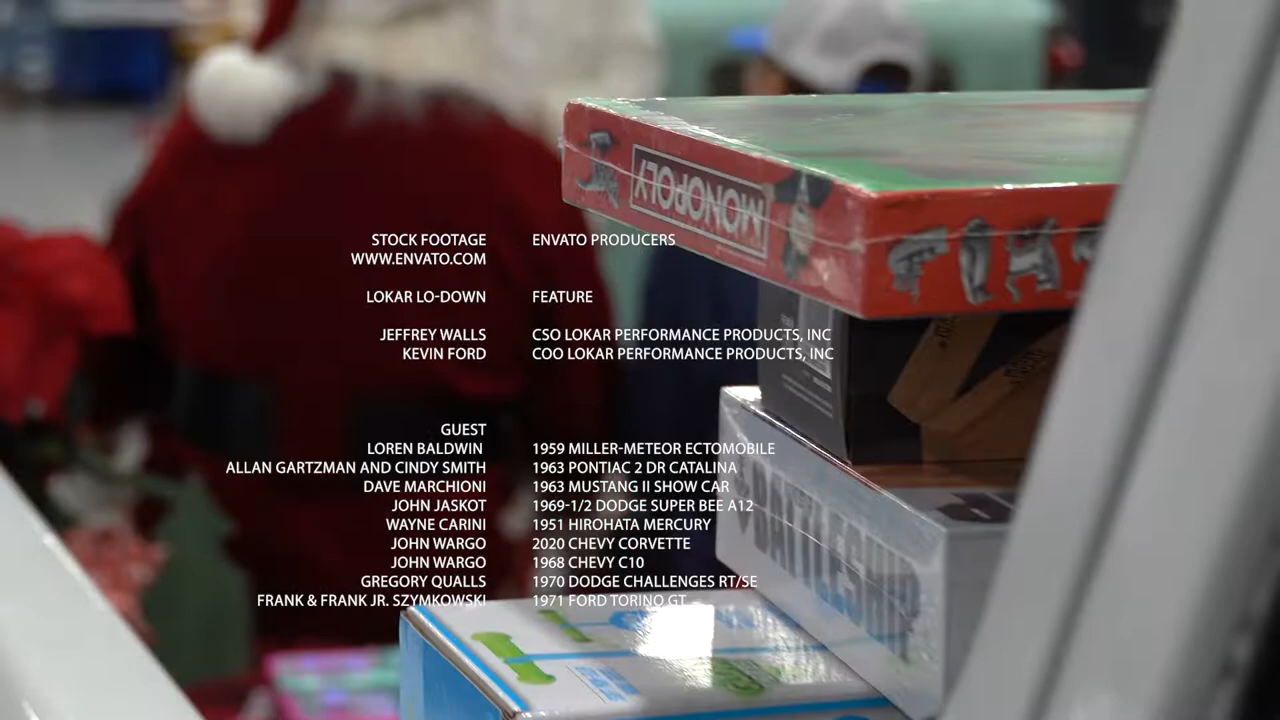 MONOPOLY
STOCK FOOTAGE ENVATO PRODUCERS
WWW.ENVATO.COM
LOKAR LO-DOWN FEATURE
JEFFREY WALLS CSO LOKAR PERFORMANCE PRODUCTS, INC
KEVIN FORD COO LOKAR PERFORMANCE PRODUCTS, INC
GUEST
LOREN BALDWIN 1959 MILLER-METEOR ECTOMOBILE
ALLAN GARTZMAN AND CINDY SMITH 1963 PONTIAC 2 DR CATALINA
DAVE MARCHIONI 1963 MUSTANG II SHOW CAR
JOHN JASKOT 1969-1/2 DODGE SUPER BEE A12
WAYNE CARINI 1951 HIROHATA MERCURY
JOHN WARGO 2020 CHEVY CORVETTE
JOHN WARGO 1968 CHEVY C10
GREGORY QUALLS 1970 DODGE CHALLENGES RT/SE
FRANK & FRANK JR. SZYMKOWSKI 1971 FORD TORINO GT
BATTLESHIP